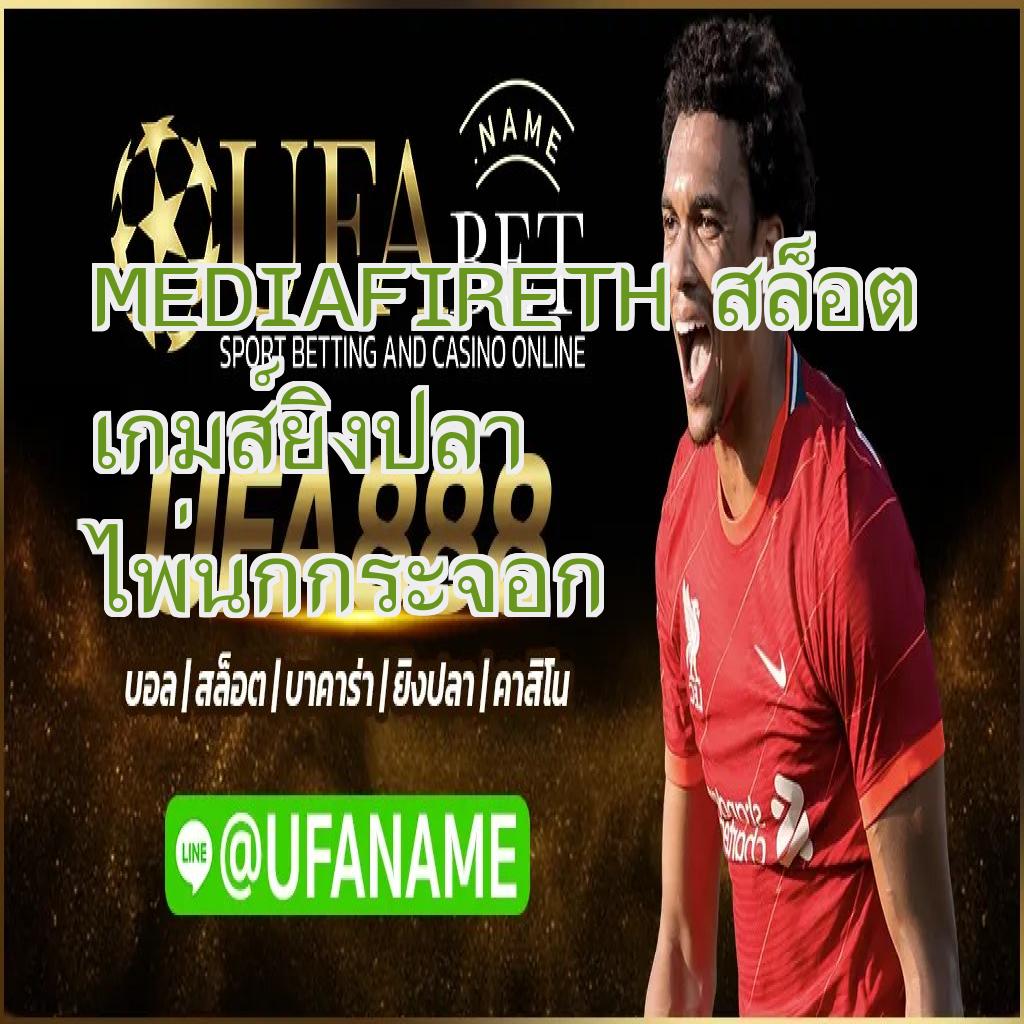 .NAME
UFA BET
MEDIAFIRETH สล็อต
SPORT BETTING AND CASINO ONLINE
เกมส์ยิงปลา
UFA888
ไพ่นกกระจอก
บอล | สล็อต | บาคาร่า | ยิงปลา | คาสิโน
LINE @UFANAME